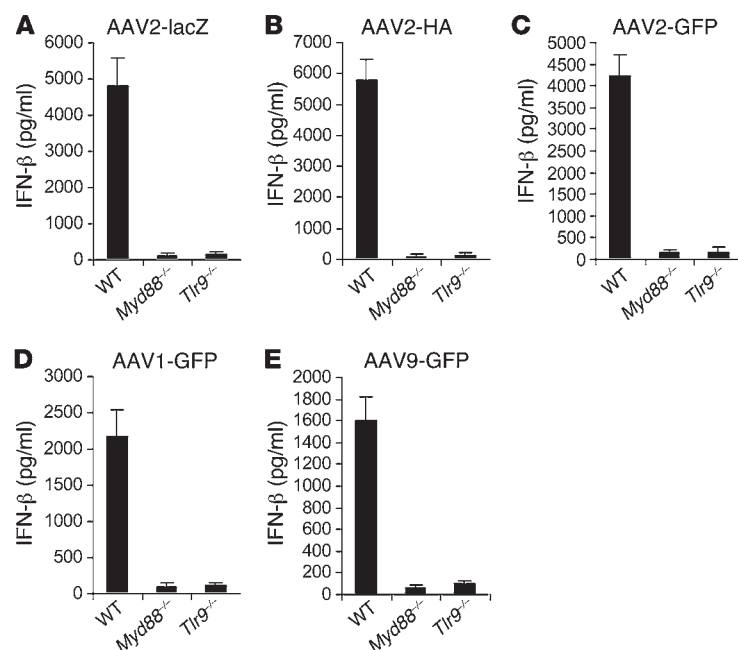 A AAV2-lacZ
IFN-β (pg/ml)
6000
5000
4000
3000
2000
1000
0
WT Myd88–/– Tlr9–/–
B AAV2-HA
IFN-β (pg/ml)
7000
6000
5000
4000
3000
2000
1000
0
WT Myd88–/– Tlr9–/–
C AAV2-GFP
IFN-β (pg/ml)
5000
4500
4000
3500
3000
2500
2000
1500
1000
500
0
WT Myd88–/– Tlr9–/–
D AAV1-GFP
IFN-β (pg/ml)
3000
2500
2000
1500
1000
500
0
WT Myd88–/– Tlr9–/–
E AAV9-GFP
IFN-β (pg/ml)
2000
1800
1600
1400
1200
1000
800
600
400
200
0
WT Myd88–/– Tlr9–/–